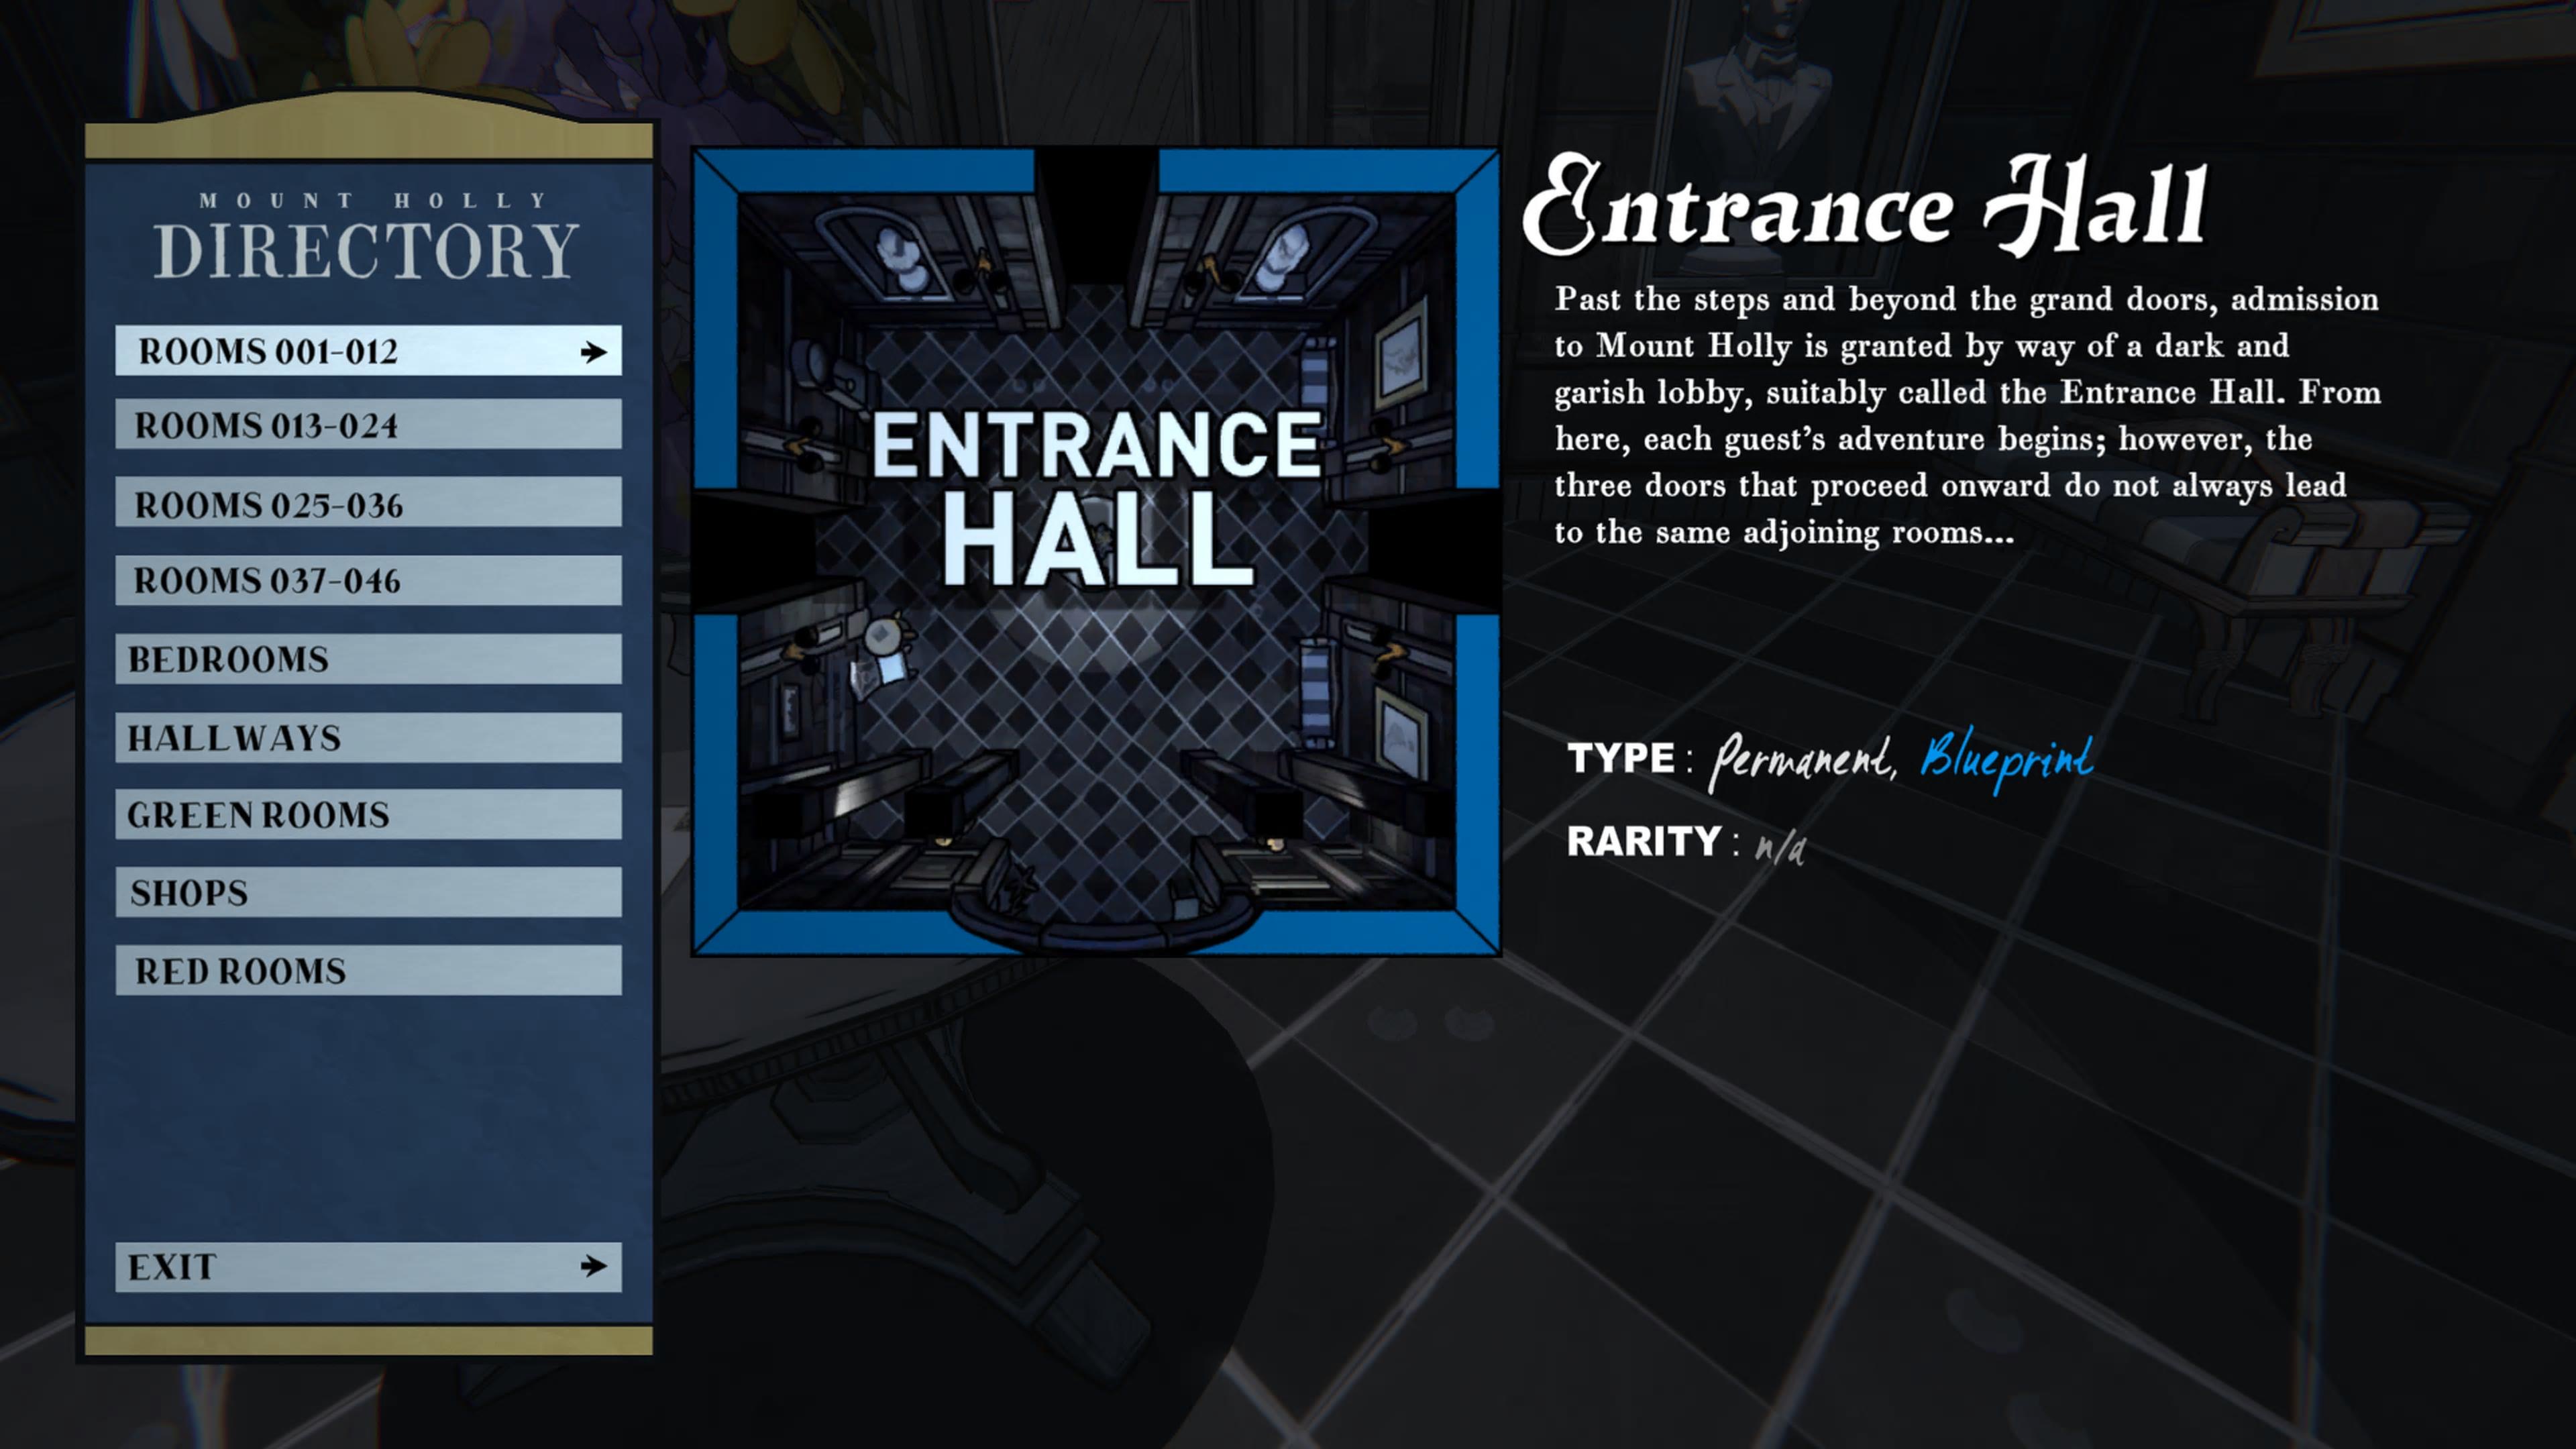 MOUNT HOLLY
DIRECTORY
ROOMS 001-012
ROOMS 013-024
ROOMS 025-036
ROOMS 037-046
BEDROOMS
HALLWAYS
GREEN ROOMS
SHOPS
RED ROOMS
EXIT
ENTRANCE
HALL
Entrance Hall
Past the steps and beyond the grand doors, admission
to Mount Holly is granted by way of a dark and
garish lobby, suitably called the Entrance Hall. From
here, each guest's adventure begins; however, the
three doors that proceed onward do not always lead
to the same adjoining rooms...
TYPE : Permanent, Blueprint
RARITY : n/a